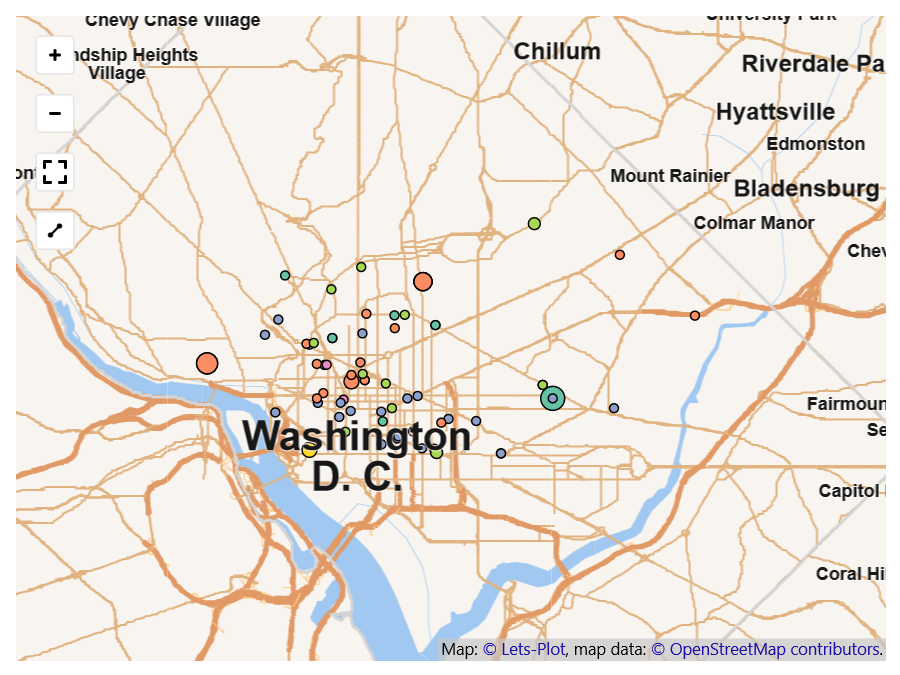 Chevy Chase Village
University Park
Chillum
ndship Heights
Village
Riverdale Pa
Hyattsville
Edmonston
Mount Rainier
Bladensburg
Colmar Manor
Chev
Fairmoun
Se
Washington
D. C.
Capitol
Coral Hi
Map: © Lets-Plot, map data: © OpenStreetMap contributors.